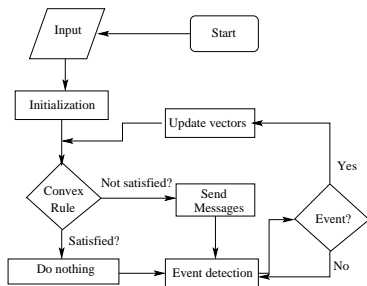 Input
Start
Initialization
Update vectors
Convex
Rule
Not satisfied?
Send
Messages
Yes
Event?
Satisfied?
No
Do nothing
Event detection